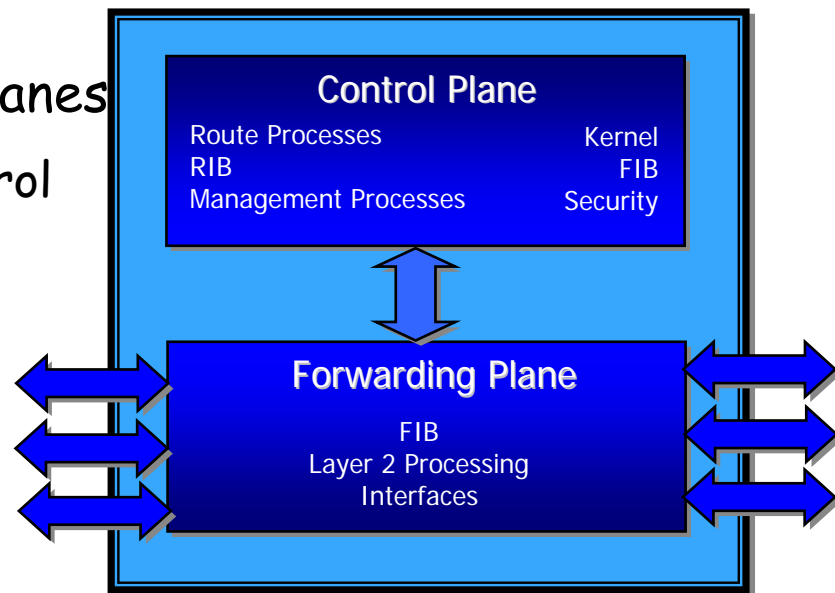 anes
rol
Control Plane
Route Processes Kernel
RIB FIB
Management Processes Security
Forwarding Plane
FIB
Layer 2 Processing
Interfaces